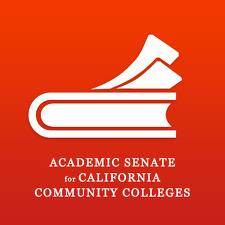 ACADEMIC SENATE
for CALIFORNIA
COMMUNITY COLLEGES